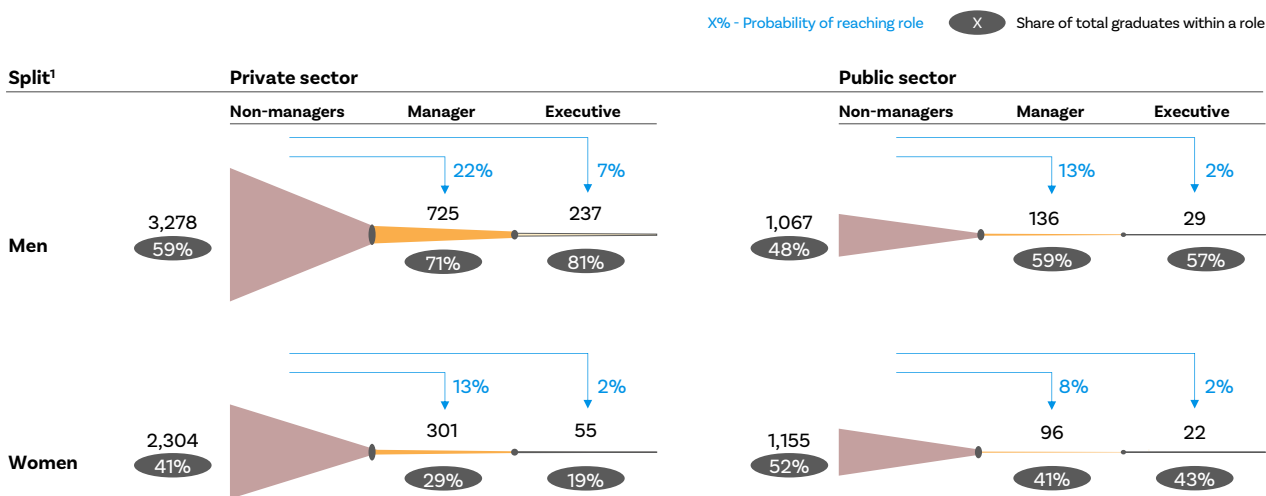 X% - Probability of reaching role X Share of total graduates within a role
Split¹ Private sector Public sector
Non-managers Manager Executive Non-managers Manager Executive
22% 7% 13% 2%
3,278 725 237 1,067 136 29
Men 59% 71% 81% 48% 59% 57%
13% 2% 8% 2%
2,304 301 55 1,155 96 22
Women 41% 29% 19% 52% 41% 43%